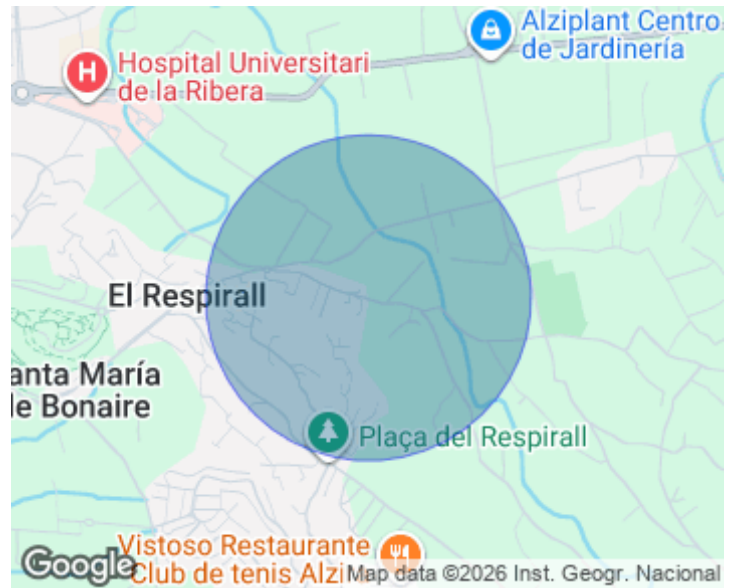 Alziplant Centro
de Jardinería
H
Hospital Universitari
de la Ribera
El Respirall
anta María
le Bonaire
Plaça del Respirall
Vistoso Restaurante
Club de tenis Alzi
Google
Map data ©2026 Inst. Geogr. Nacional